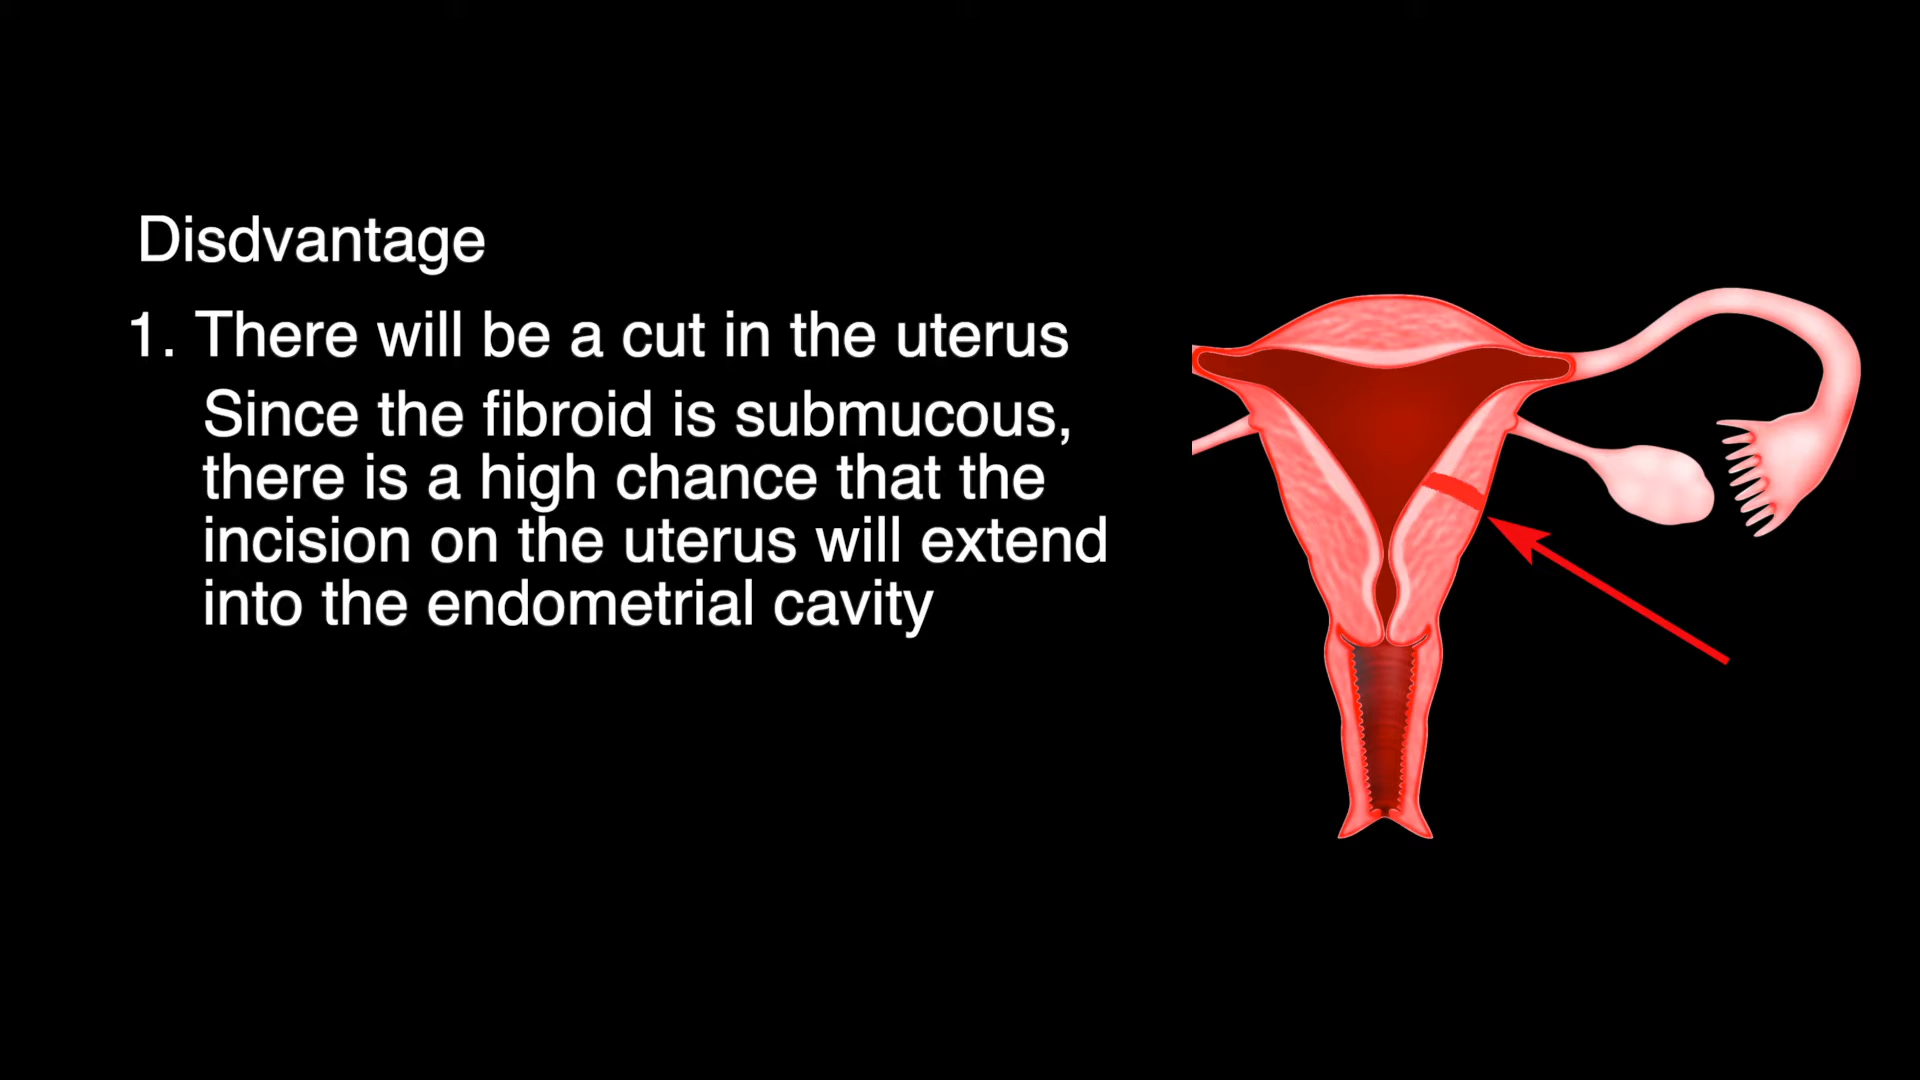 Disdvantage
1. There will be a cut in the uterus
Since the fibroid is submucous,
there is a high chance that the
incision on the uterus will extend
into the endometrial cavity